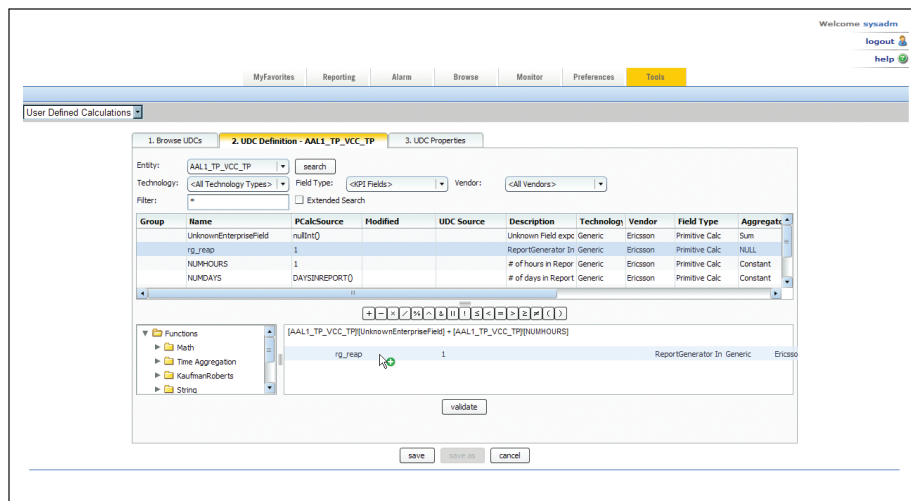 Welcome sysadm
logout
help
MyFavorites Reporting Alarm Browse Monitor Preferences Tools
User Defined Calculations
1. Browse UDCs 2. UDC Definition - AAL1_TP_VCC_TP 3. UDC Properties
Entity: AAL1_TP_VCC_TP search
Technology: <All Technology Types> Field Type: <KPI Fields> Vendor: <All Vendors>
Filter: * Extended Search
Group Name PCalcSource Modified UDC Source Description Technology Vendor Field Type Aggregatc
UnknownEnterpriseField nullInt() Unknown Field expc Generic Ericsson Primitive Calc Sum
rg_reap 1 ReportGenerator In Generic Ericsson Primitive Calc NULL
NUMHOURS 1 # of hours in Repor Generic Ericsson Primitive Calc Constant
NUMDAYS DAYSINREPORT() # of days in Report Generic Ericsson Primitive Calc Constant
+ − × / % ^ & || ! ≤ < = > ≥ ≠ ( )
Functions
Math
Time Aggregation
KaufmanRoberts
String
[AAL1_TP_VCC_TP][UnknownEnterpriseField] + [AAL1_TP_VCC_TP][NUMHOURS]
rg_reap 1 ReportGenerator In Generic Ericsso
validate
save save as cancel